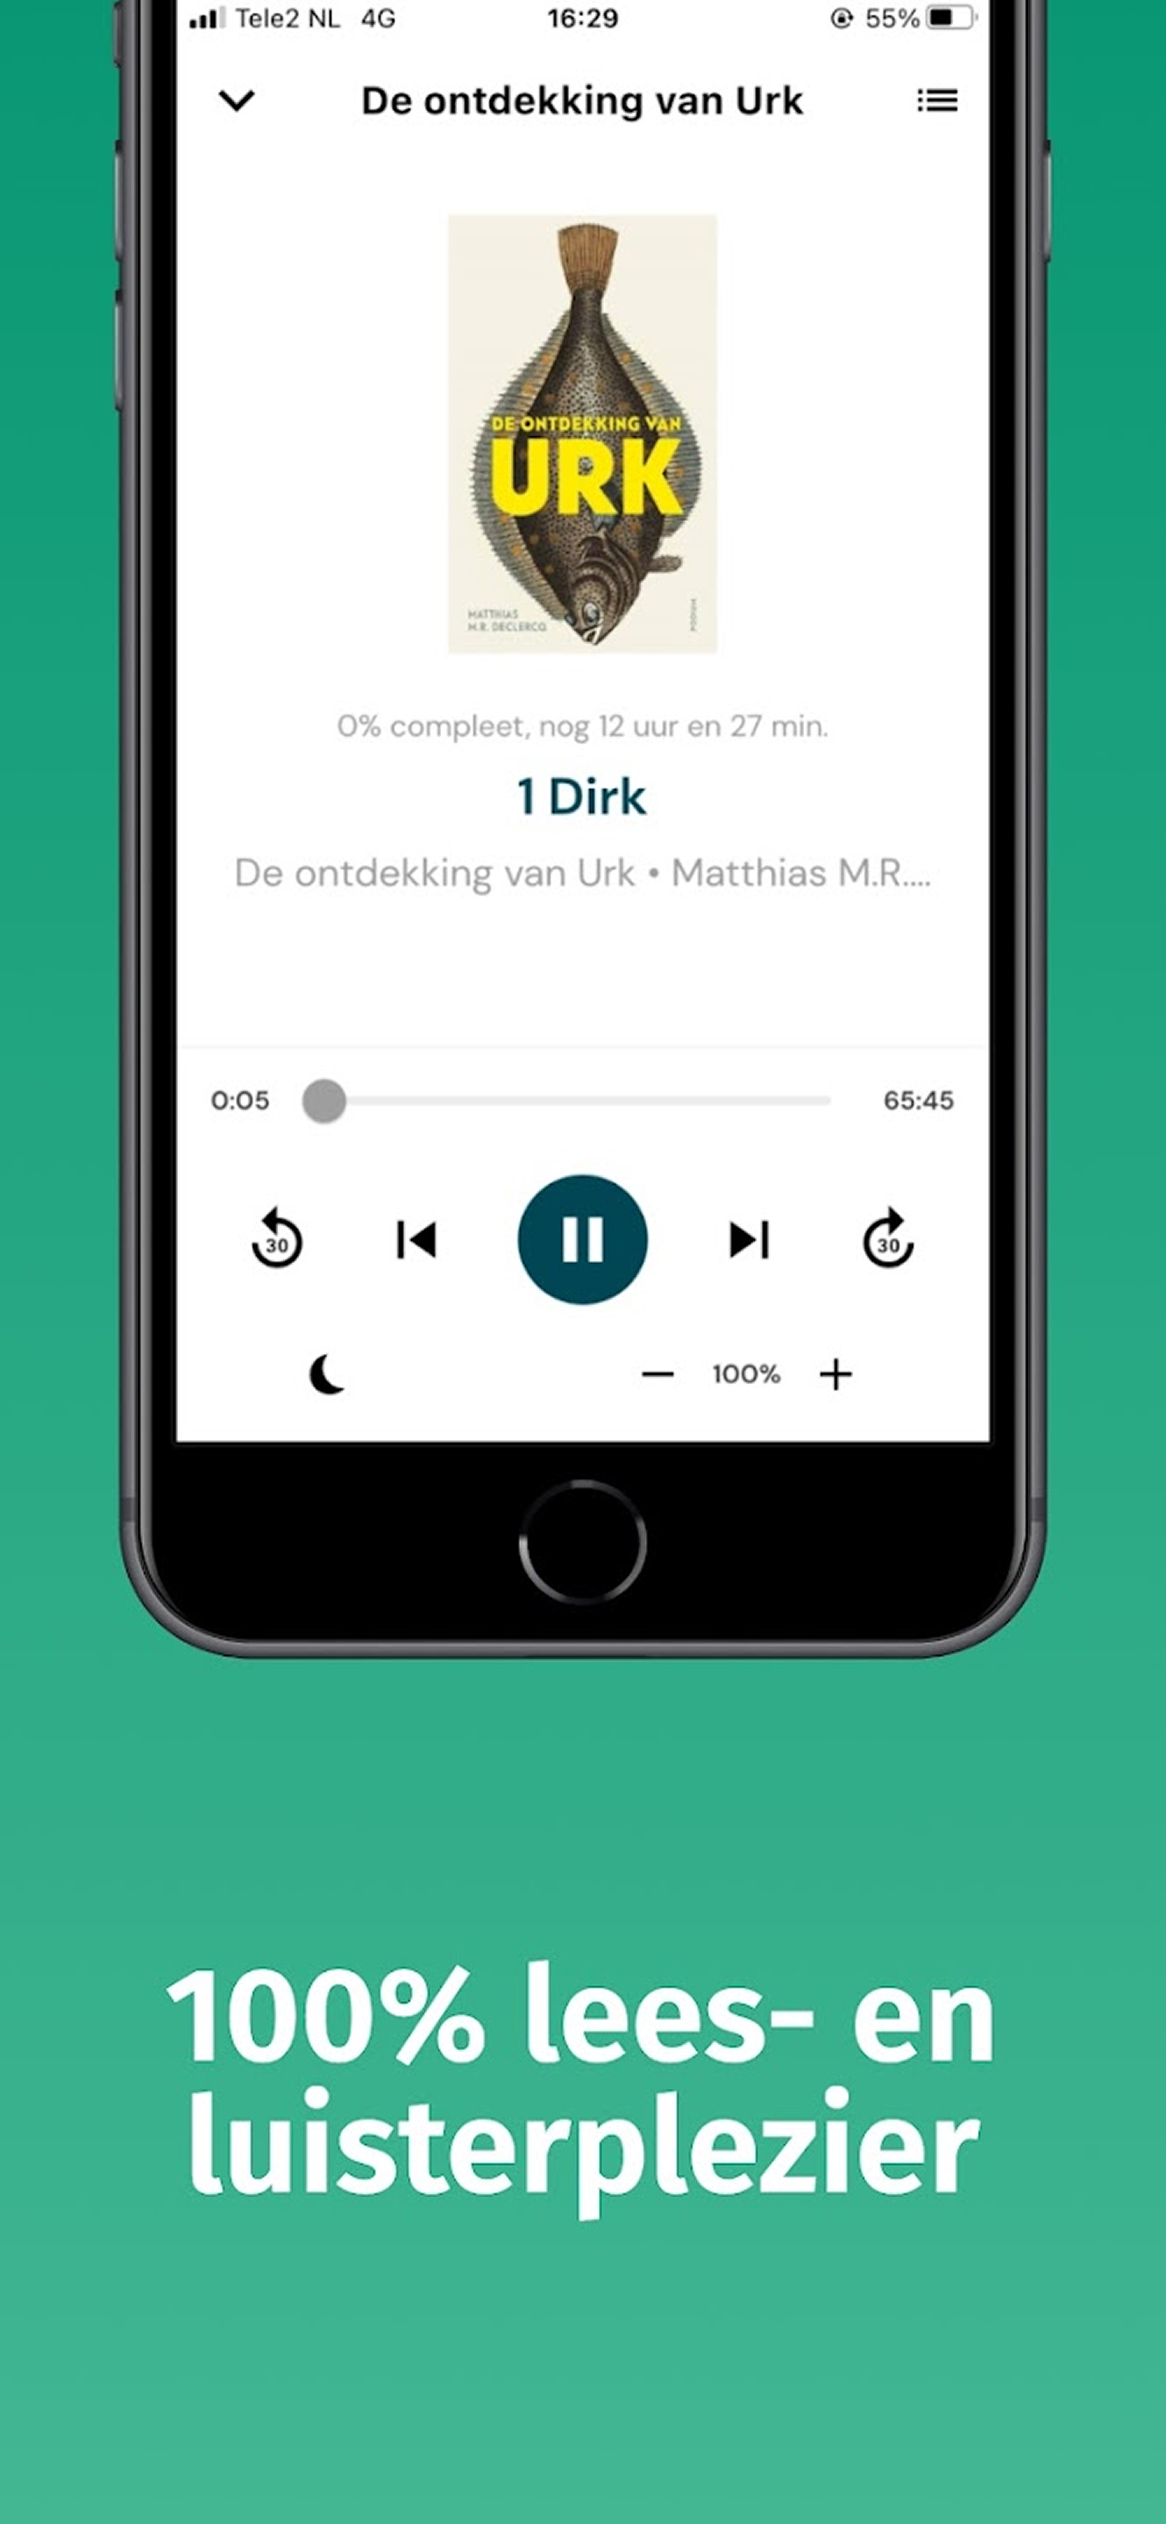 Tele2 NL 4G 16:29 55%
De ontdekking van Urk
DE ONTDEKKING VAN
URK
MATTHIAS
M.R. DECLERCQ
PODIUM
0% compleet, nog 12 uur en 27 min.
1 Dirk
De ontdekking van Urk • Matthias M.R....
0:05 65:45
30 30
100%
100% lees- en
luisterplezier